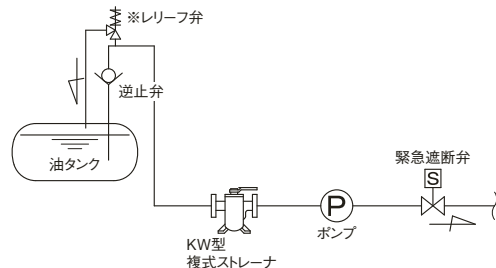 ※レリーフ弁
逆止弁
油タンク
緊急遮断弁
S
P
ポンプ
KW型
複式ストレーナ